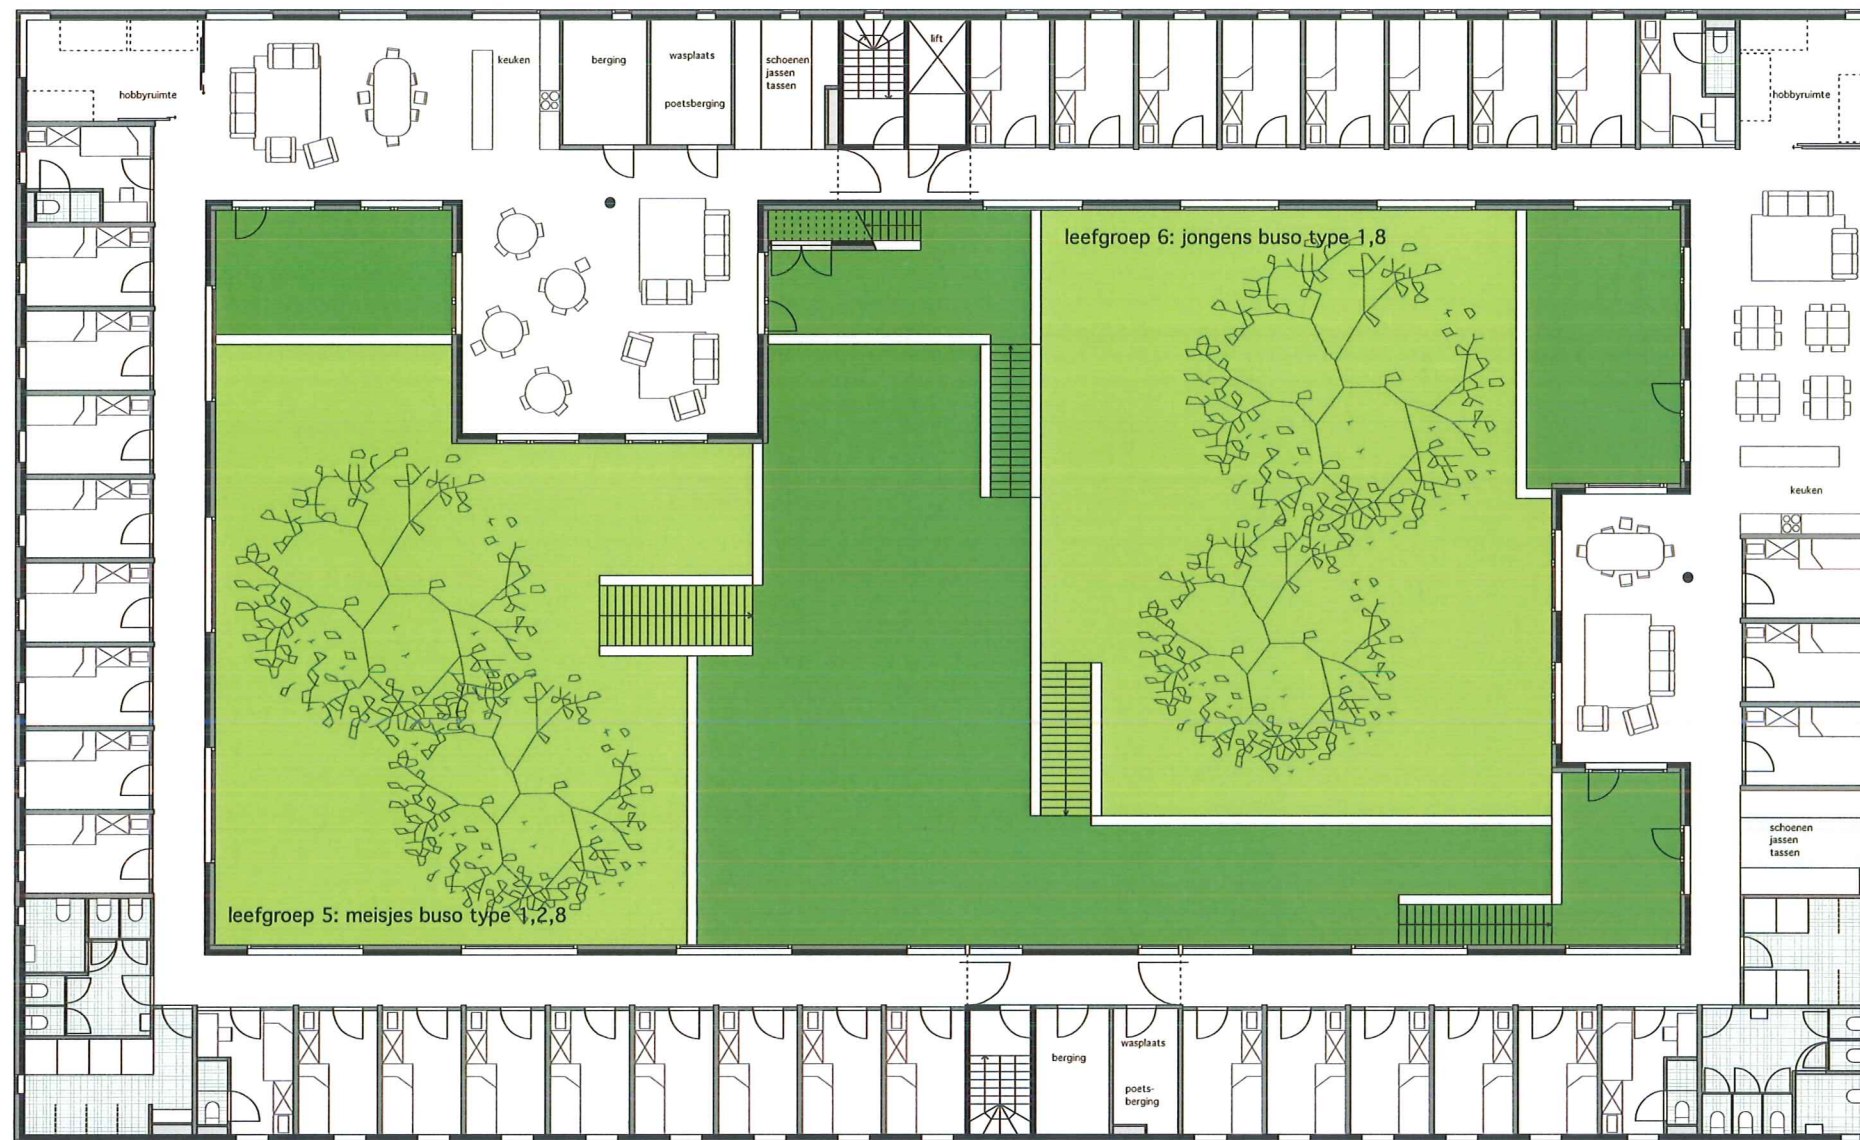 hobbyruimte
keuken
berging
wasplaats
poetsberging
schoenen
jassen
tassen
lift
hobbyruimte
leefgroep 6: jongens buso type 1,8
keuken
schoenen
jassen
tassen
leefgroep 5: meisjes buso type 1,2,8
berging
wasplaats
poets-
berging